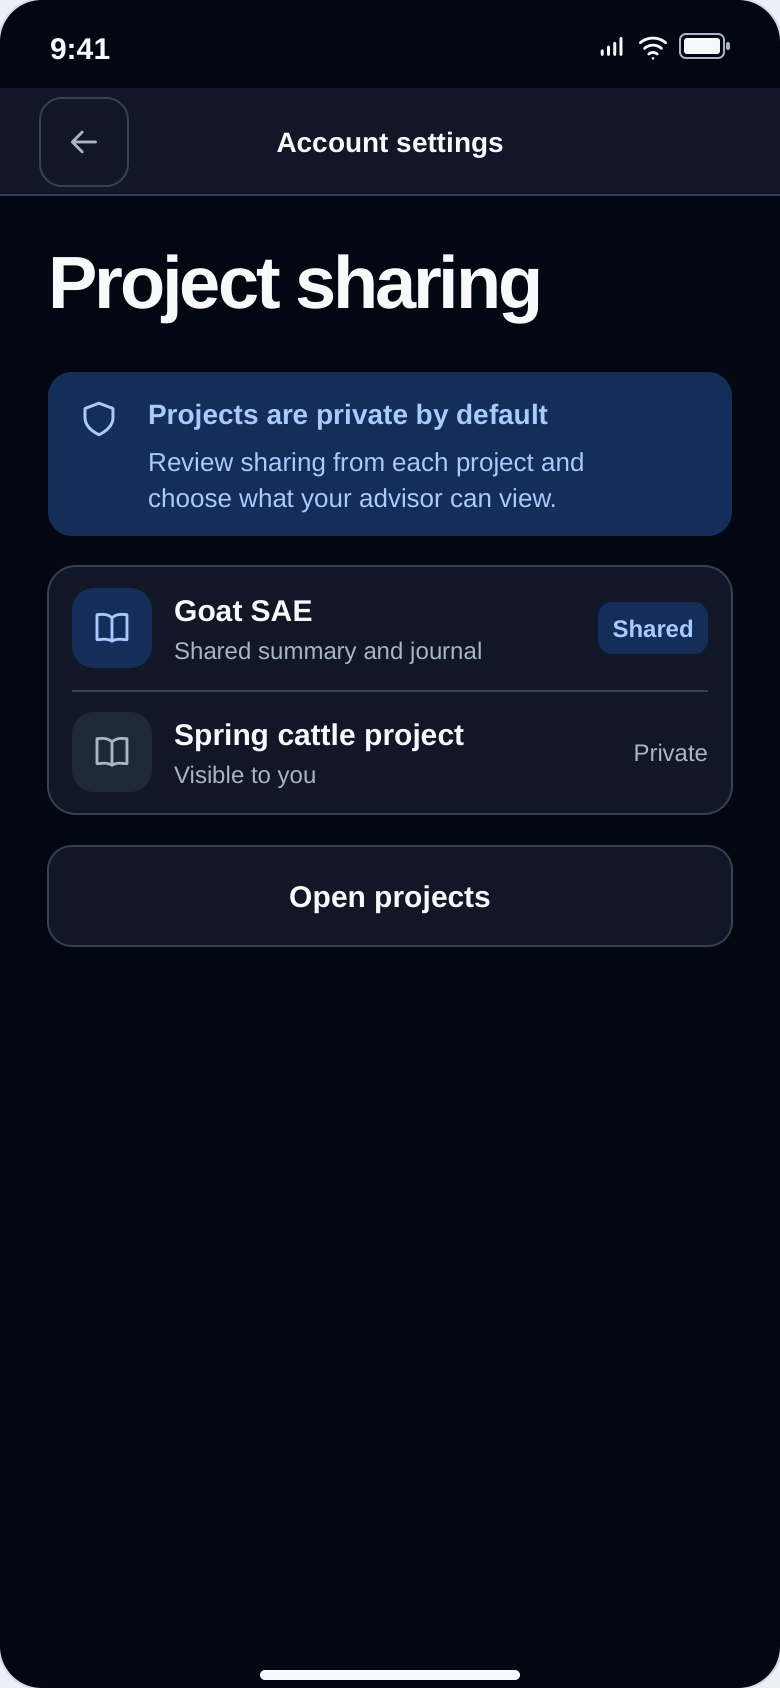 9:41
Account settings
Project sharing
Projects are private by default
Review sharing from each project and
choose what your advisor can view.
Goat SAE
Shared summary and journal
Shared
Spring cattle project
Visible to you
Private
Open projects